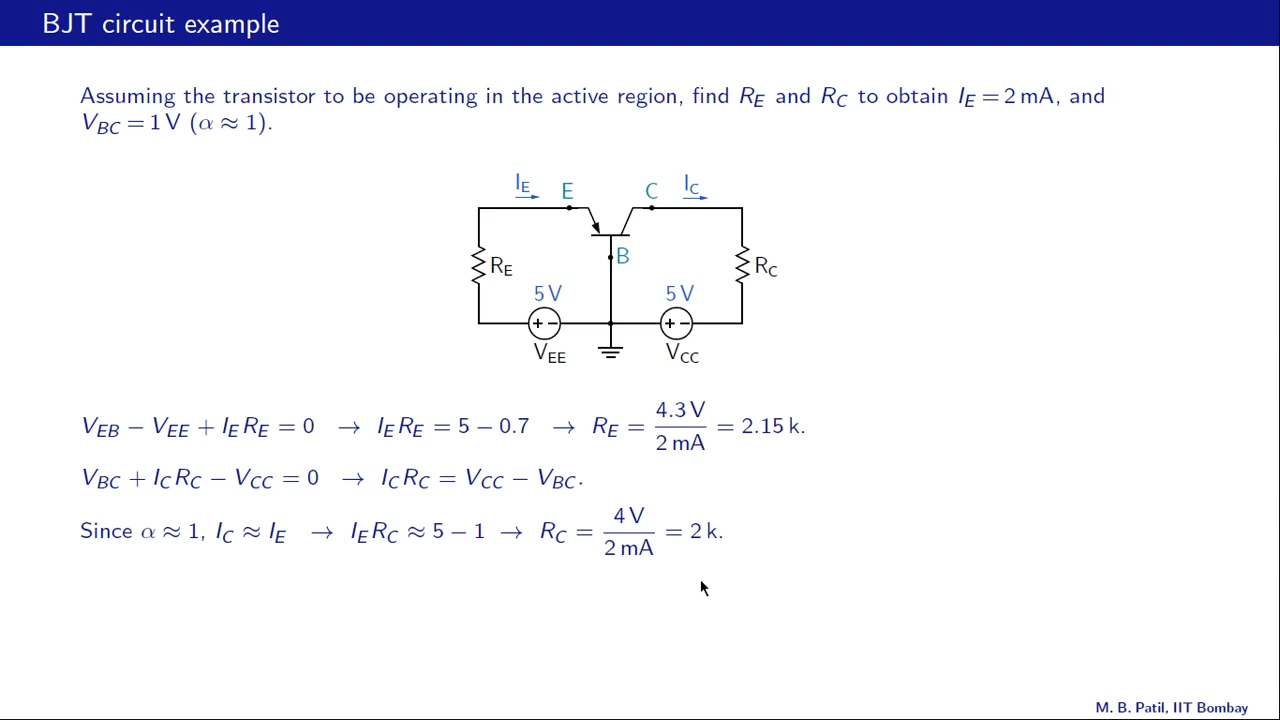 BJT circuit example
Assuming the transistor to be operating in the active region, find R_E and R_C to obtain I_E = 2 mA, and
V_BC = 1 V (α ≈ 1).
I_E E C I_C
R_E B R_C
5 V 5 V
+ − + −
V_EE V_CC
V_EB − V_EE + I_E R_E = 0 → I_E R_E = 5 − 0.7 → R_E = 4.3 V / 2 mA = 2.15 k.
V_BC + I_C R_C − V_CC = 0 → I_C R_C = V_CC − V_BC.
Since α ≈ 1, I_C ≈ I_E → I_E R_C ≈ 5 − 1 → R_C = 4 V / 2 mA = 2 k.
M. B. Patil, IIT Bombay